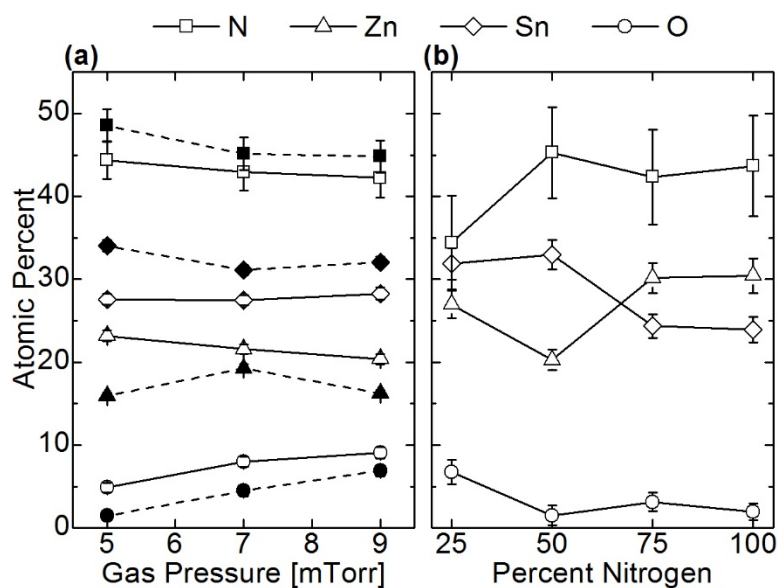 N Zn Sn O
(a) (b)
50
40
30
20
10
0
Atomic Percent
5 6 7 8 9 25 50 75 100
Gas Pressure [mTorr] Percent Nitrogen